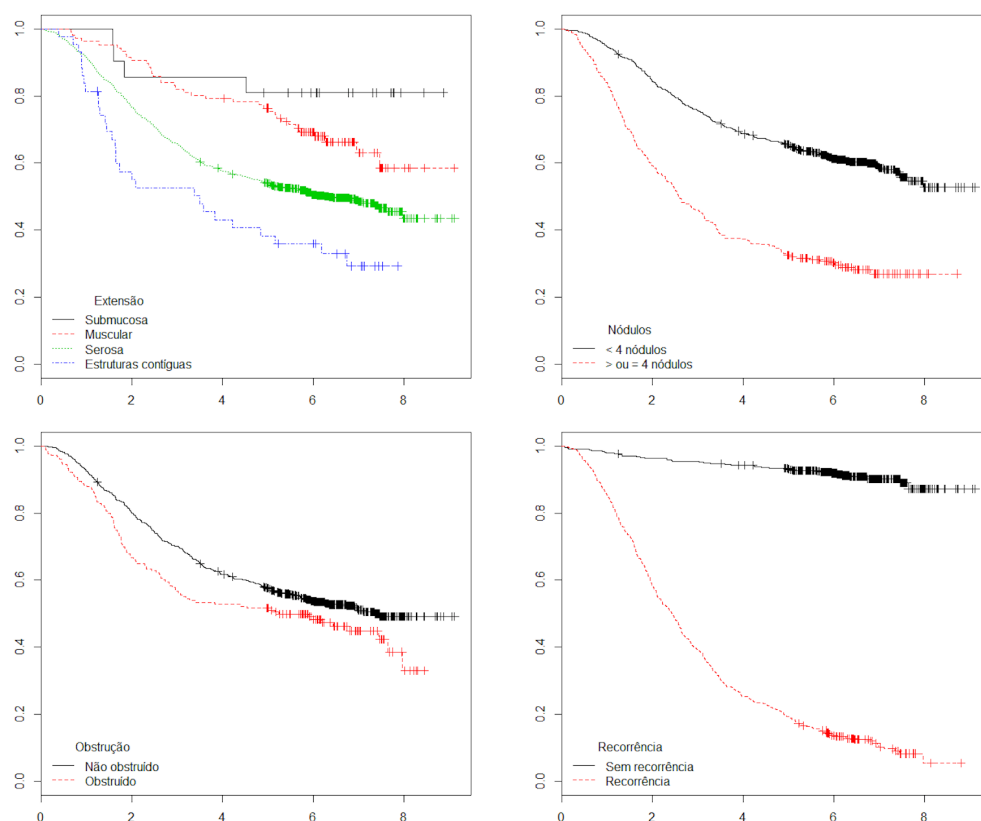 1.0
0.8
0.6
0.4
0.2
0.0
Extensão
Submucosa
Muscular
Serosa
Estruturas contíguas
0 2 4 6 8
1.0
0.8
0.6
0.4
0.2
0.0
Nódulos
< 4 nódulos
> ou = 4 nódulos
0 2 4 6 8
1.0
0.8
0.6
0.4
0.2
0.0
Obstrução
Não obstruído
Obstruído
0 2 4 6 8
1.0
0.8
0.6
0.4
0.2
0.0
Recorrência
Sem recorrência
Recorrência
0 2 4 6 8